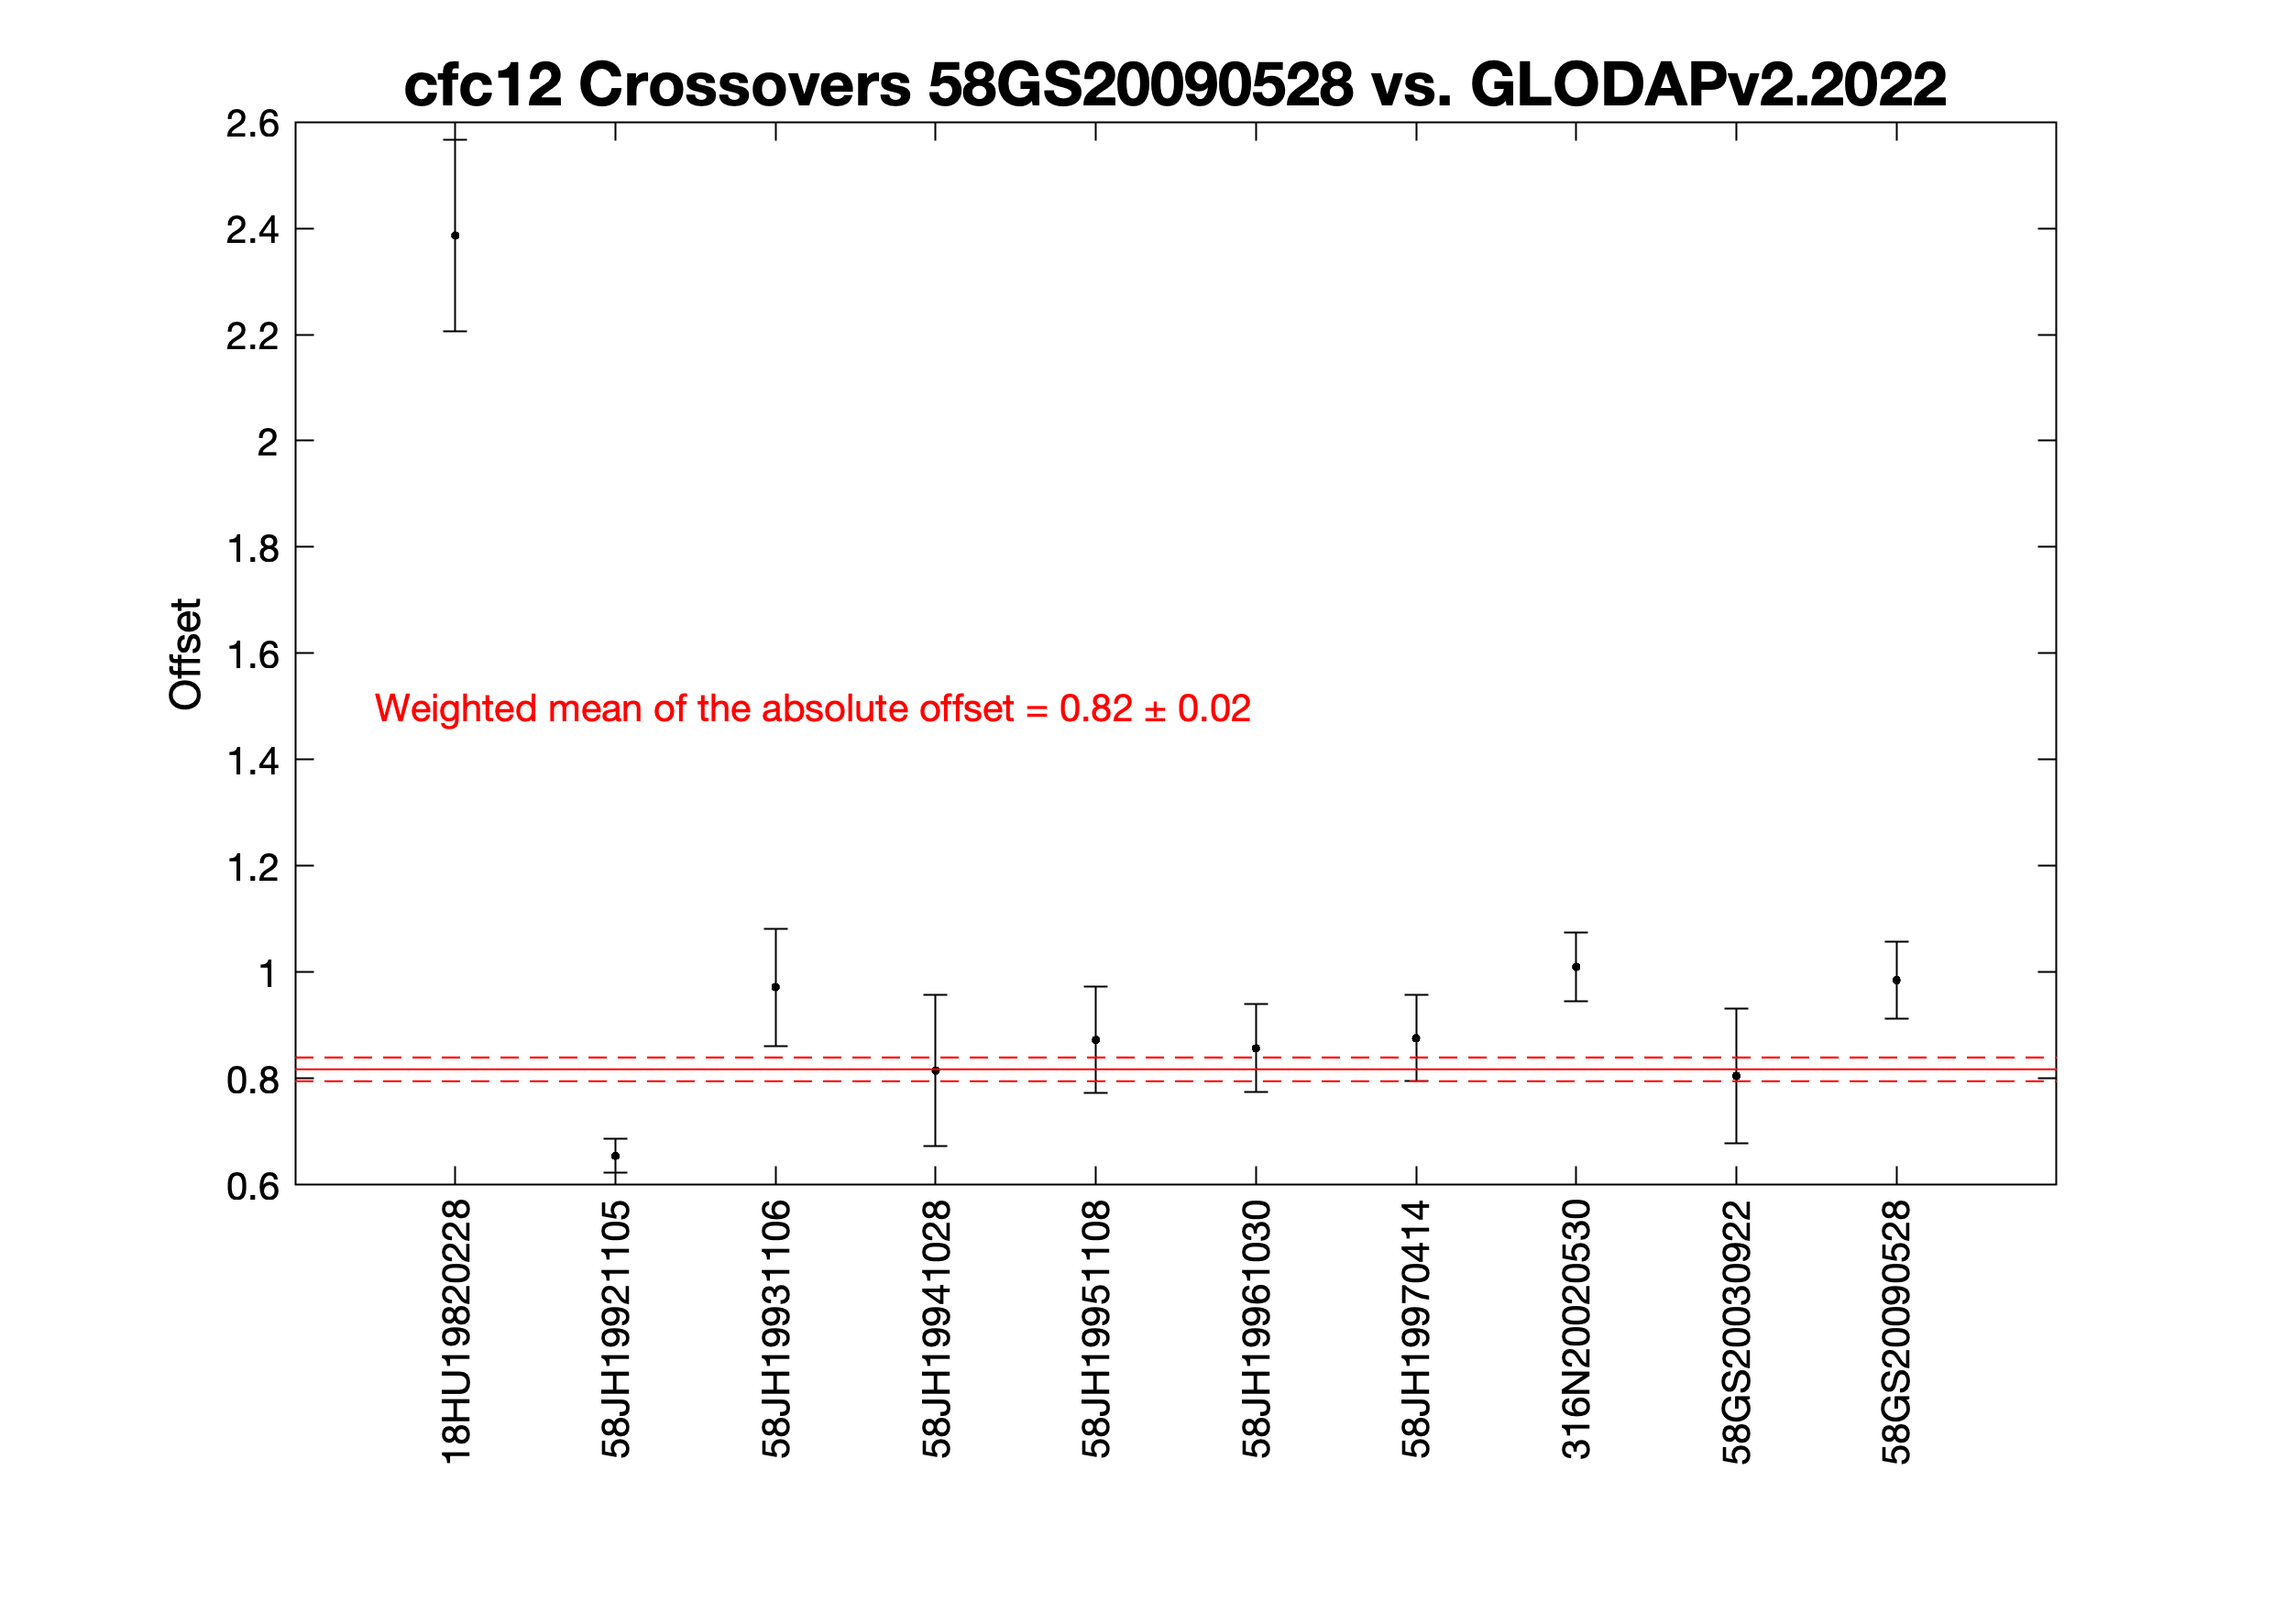 cfc12 Crossovers 58GS20090528 vs. GLODAPv2.2022
2.6
2.4
2.2
2
1.8
1.6
1.4
1.2
1
0.8
0.6
Offset
Weighted mean of the absolute offset = 0.82 ± 0.02
18HU19820228
58JH19921105
58JH19931106
58JH19941028
58JH19951108
58JH19961030
58JH19970414
316N20020530
58GS20030922
58GS20090528